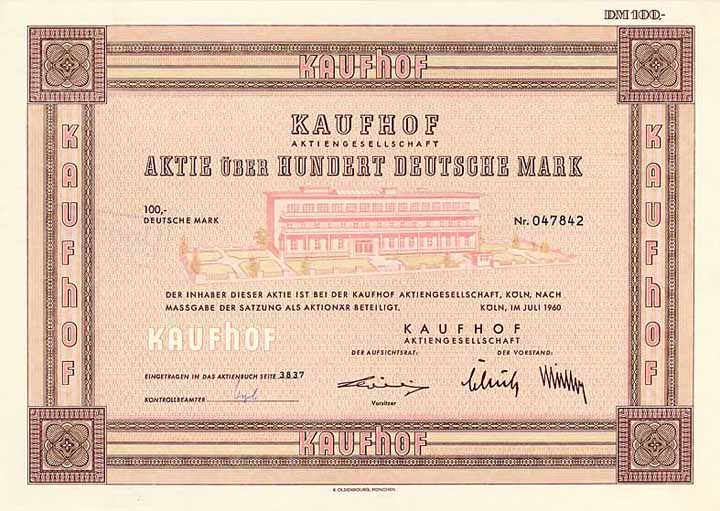 DM 100,-
KAUFHOF
KAUFHOF
AKTIENGESELLSCHAFT
AKTIE ÜBER HUNDERT DEUTSCHE MARK
100,-
DEUTSCHE MARK
Nr. 047842
DER INHABER DIESER AKTIE IST BEI DER KAUFHOF AKTIENGESELLSCHAFT, KÖLN, NACH
MASSGABE DER SATZUNG ALS AKTIONÄR BETEILIGT.
KÖLN, IM JULI 1960
KAUFHOF
KAUFHOF
AKTIENGESELLSCHAFT
DER AUFSICHTSRAT:
DER VORSTAND:
EINGETRAGEN IN DAS AKTIENBUCH SEITE 3837
KONTROLLBEAMTER
Vorsitzer
KAUFHOF
KAUFHOF
KAUFHOF
R. OLDENBOURG, MÜNCHEN